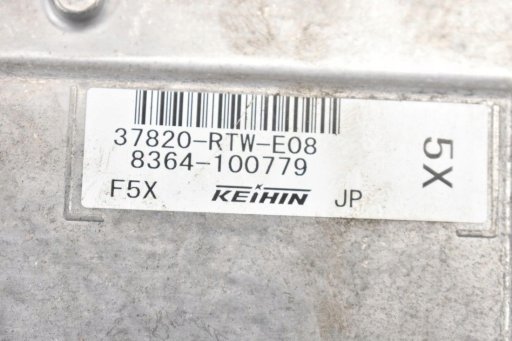 37820-RTW-E08
8364-100779
F5X KEIHIN JP
5X